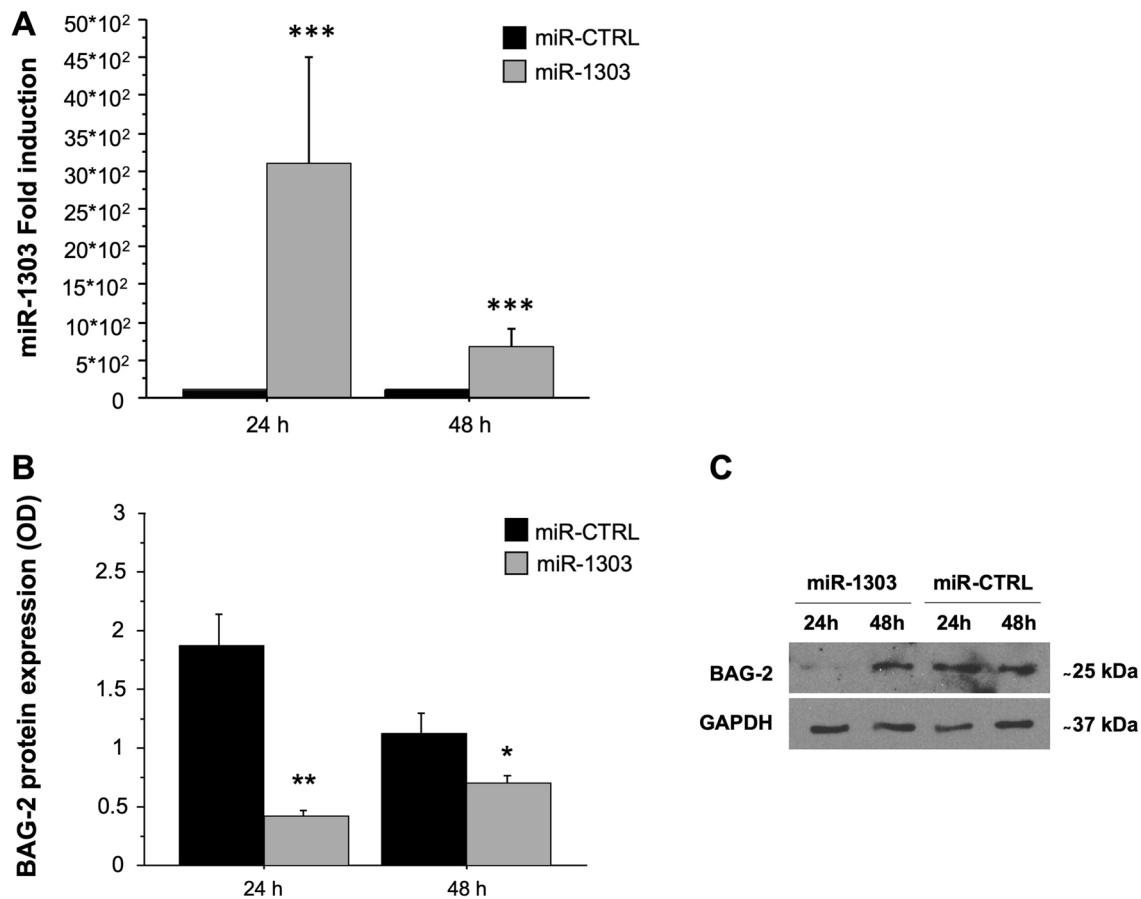 A
miR-1303 Fold induction
50*10²
45*10²
40*10²
35*10²
30*10²
25*10²
20*10²
15*10²
10*10²
5*10²
0
***
***
miR-CTRL
miR-1303
24 h
48 h
B
BAG-2 protein expression (OD)
3
2.5
2
1.5
1
0.5
0
**
*
miR-CTRL
miR-1303
24 h
48 h
C
miR-1303 miR-CTRL
24h 48h 24h 48h
BAG-2 ~25 kDa
GAPDH ~37 kDa